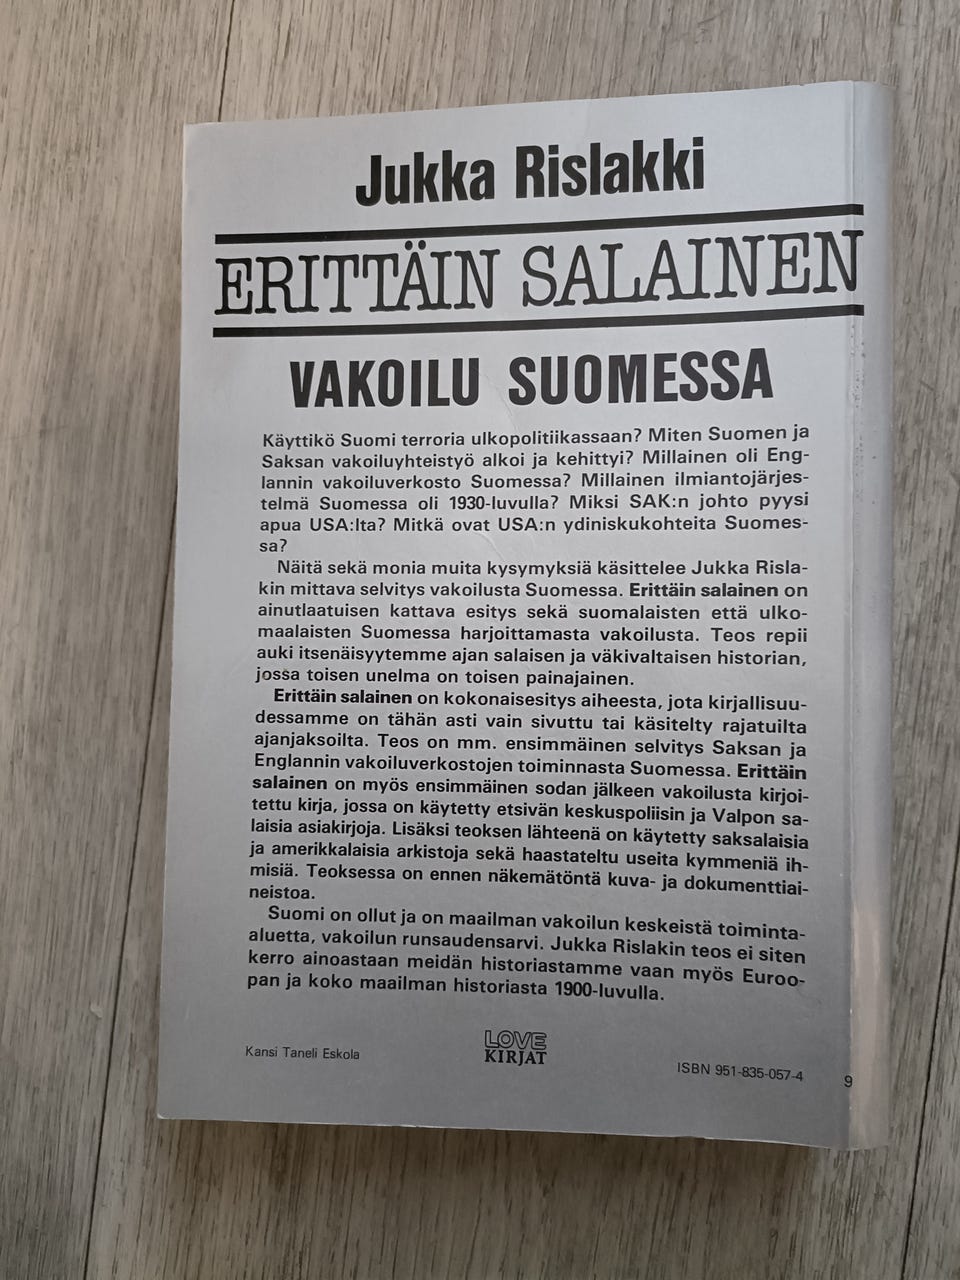 Jukka Rislakki
ERITTÄIN SALAINEN
VAKOILU SUOMESSA
Käyttikö Suomi terroria ulkopolitiikassaan? Miten Suomen ja
Saksan vakoiluyhteistyö alkoi ja kehittyi? Millainen oli Eng-
lannin vakoiluverkosto Suomessa? Millainen ilmiantojärjes-
telmä Suomessa oli 1930-luvulla? Miksi SAK:n johto pyysi
apua USA:lta? Mitkä ovat USA:n ydiniskukohteita Suomes-
sa?
Näitä sekä monia muita kysymyksiä käsittelee Jukka Risla-
kin mittava selvitys vakoilusta Suomessa. Erittäin salainen on
ainutlaatuisen kattava esitys sekä suomalaisten että ulko-
maalaisten Suomessa harjoittamasta vakoilusta. Teos repii
auki itsenäisyytemme ajan salaisen ja väkivaltaisen historian,
jossa toisen unelma on toisen painajainen.
Erittäin salainen on kokonaisesitys aiheesta, jota kirjallisuu-
dessamme on tähän asti vain sivuttu tai käsitelty rajatuilta
ajanjaksoilta. Teos on mm. ensimmäinen selvitys Saksan ja
Englannin vakoiluverkostojen toiminnasta Suomessa. Erittäin
salainen on myös ensimmäinen sodan jälkeen vakoilusta kirjoi-
tettu kirja, jossa on käytetty etsivän keskuspoliisin ja Valpon sa-
laisia asiakirjoja. Lisäksi teoksen lähteenä on käytetty saksalaisia
ja amerikkalaisia arkistoja sekä haastateltu useita kymmeniä ih-
misiä. Teoksessa on ennen näkemätöntä kuva- ja dokumenttiai-
neistoa.
Suomi on ollut ja on maailman vakoilun keskeistä toiminta-
aluetta, vakoilun runsaudensarvi. Jukka Rislakin teos ei siten
kerro ainoastaan meidän historiastamme vaan myös Euroo-
pan ja koko maailman historiasta 1900-luvulla.
Kansi Taneli Eskola
LOVE
KIRJAT
ISBN 951-835-057-4
9